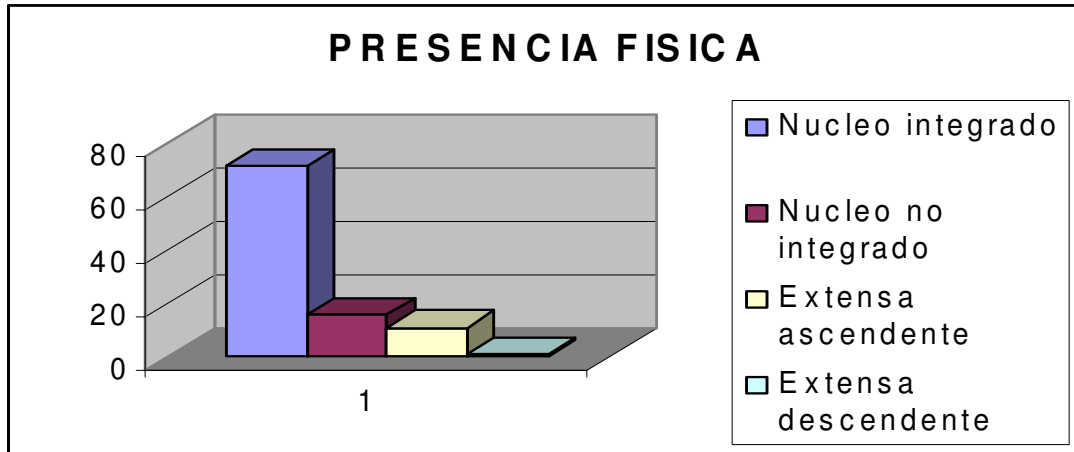 PRESENCIA FISICA
80
60
40
20
0
1
Nucleo integrado
Nucleo no
integrado
Extensa
ascendente
Extensa
descendente